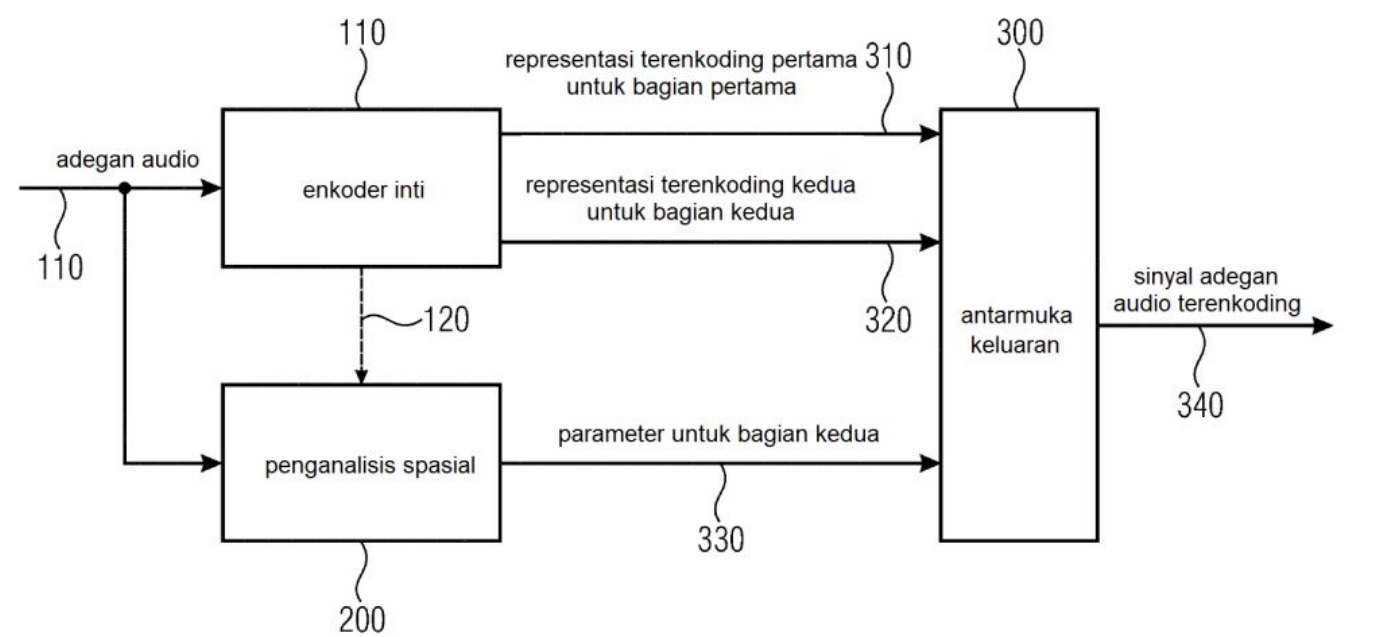 110
representasi terenkoding pertama 310
untuk bagian pertama
300
adegan audio
enkoder inti
representasi terenkoding kedua
untuk bagian kedua
110
120
320
sinyal adegan
audio terenkoding
antarmuka
keluaran
340
parameter untuk bagian kedua
penganalisis spasial
330
200